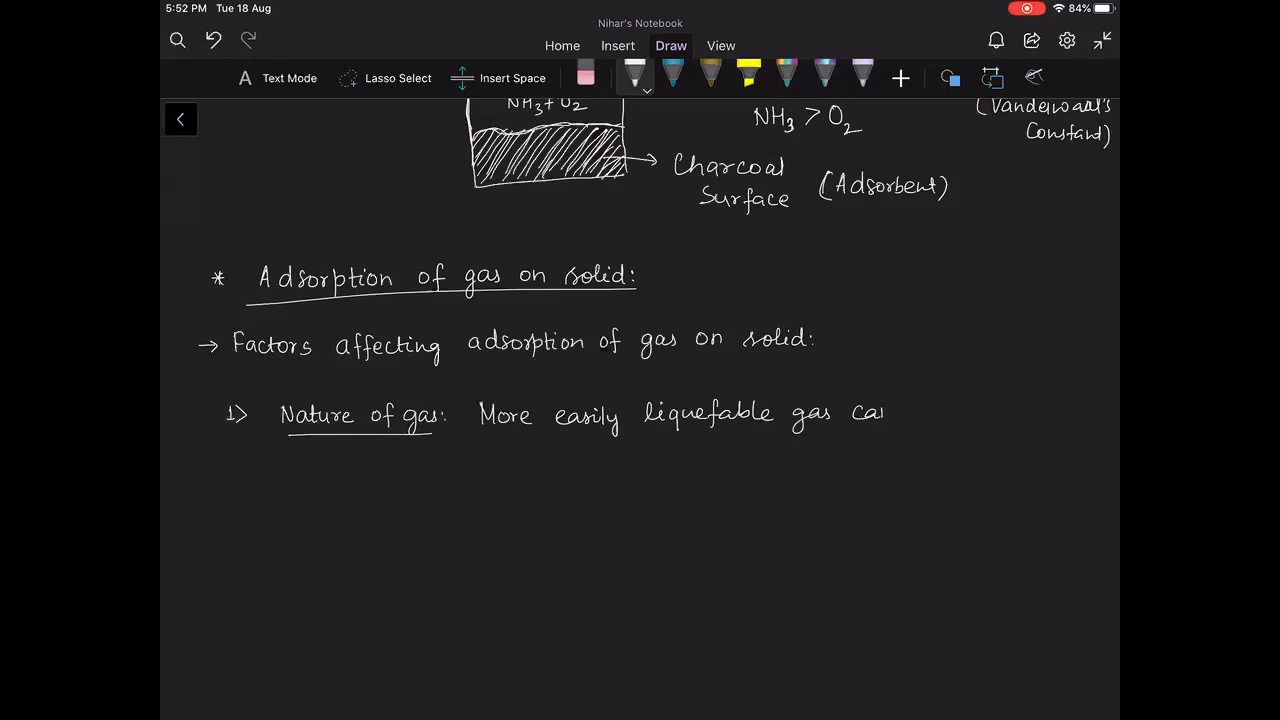 5:52 PM Tue 18 Aug
84%
Nihar's Notebook
Home Insert Draw View
Text Mode Lasso Select Insert Space
NH3 + O2
NH3 > O2
(Vanderwaal's
Constant)
Charcoal
Surface (Adsorbent)
* Adsorption of gas on solid:
→ Factors affecting adsorption of gas on solid:
1> Nature of gas: More easily liquefable gas ca